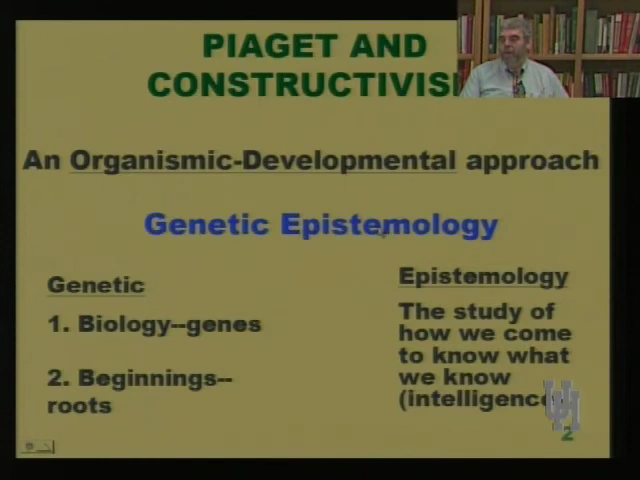 PIAGET AND
CONSTRUCTIVIS
An Organismic-Developmental approach
Genetic Epistemology
Genetic
1. Biology--genes
2. Beginnings--
roots
Epistemology
The study of
how we come
to know what
we know
(intelligence
UH
2